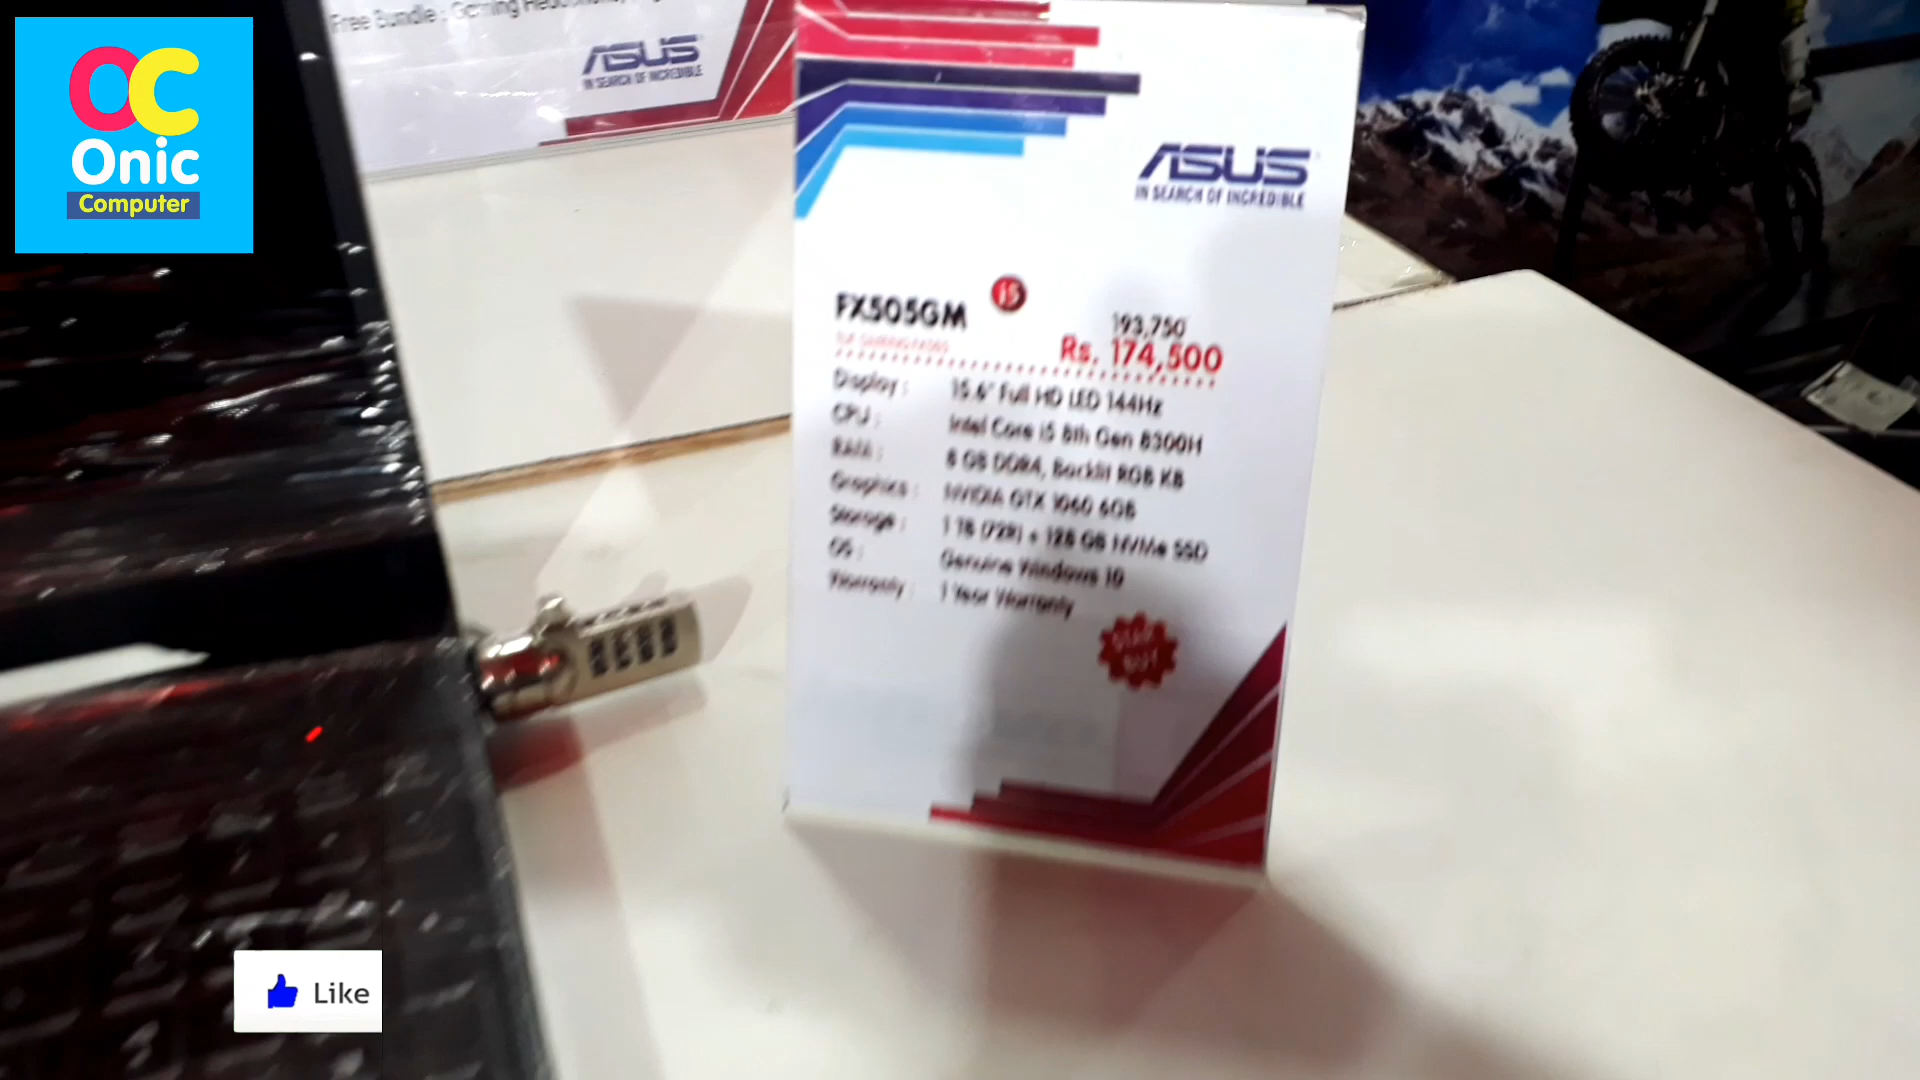 Free Bundle : Gaming
ASUS
IN SEARCH OF INCREDIBLE
OC
Onic
Computer
ASUS
IN SEARCH OF INCREDIBLE
FX505GM
i5
193,750
Rs. 174,500
Display : 15.6" Full HD LED 144Hz
CPU : Intel Core i5 8th Gen 8300H
RAM : 8 GB DDR4, Backlit RGB KB
Graphics : NVIDIA GTX 1060 6GB
Storage : 1 TB (72R) + 128 GB NVMe SSD
OS : Genuine Windows 10
Warranty : 1 Year Warranty
Like